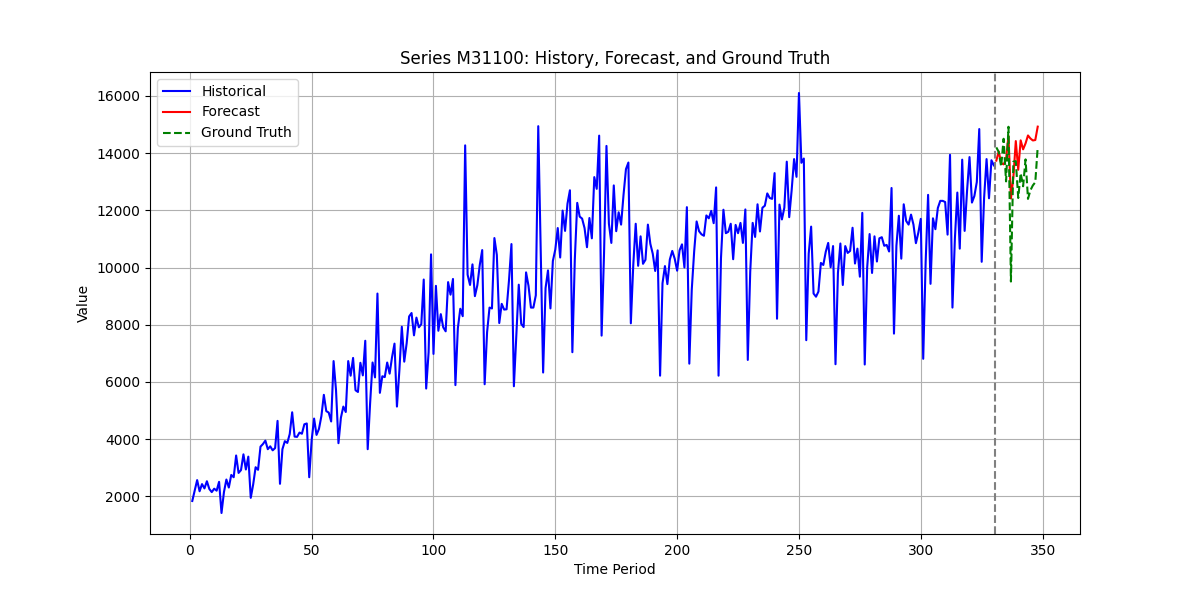 Series M31100: History, Forecast, and Ground Truth
Historical
Forecast
Ground Truth
16000
14000
12000
10000
8000
6000
4000
2000
Value
0 50 100 150 200 250 300 350
Time Period